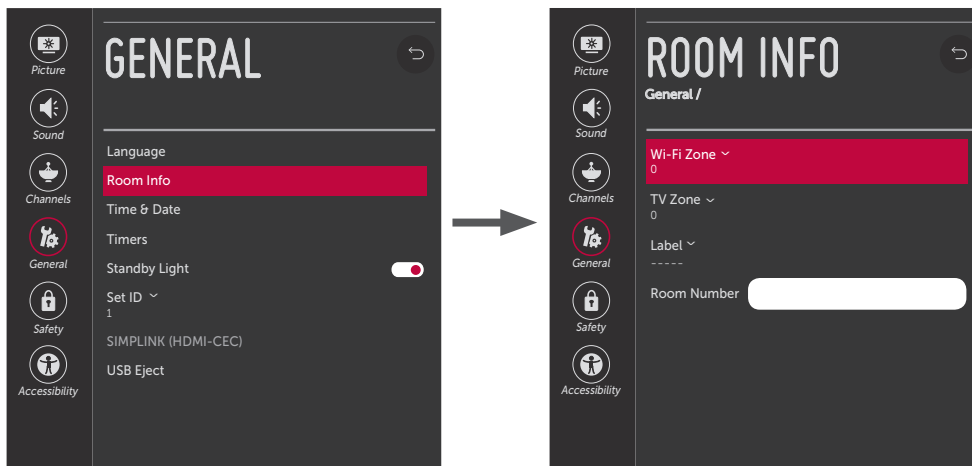 Picture
Sound
Channels
General
Safety
Accessibility
GENERAL
Language
Room Info
Time & Date
Timers
Standby Light
Set ID
1
SIMPLINK (HDMI-CEC)
USB Eject
Picture
Sound
Channels
General
Safety
Accessibility
ROOM INFO
General /
Wi-Fi Zone
0
TV Zone
0
Label
-----
Room Number